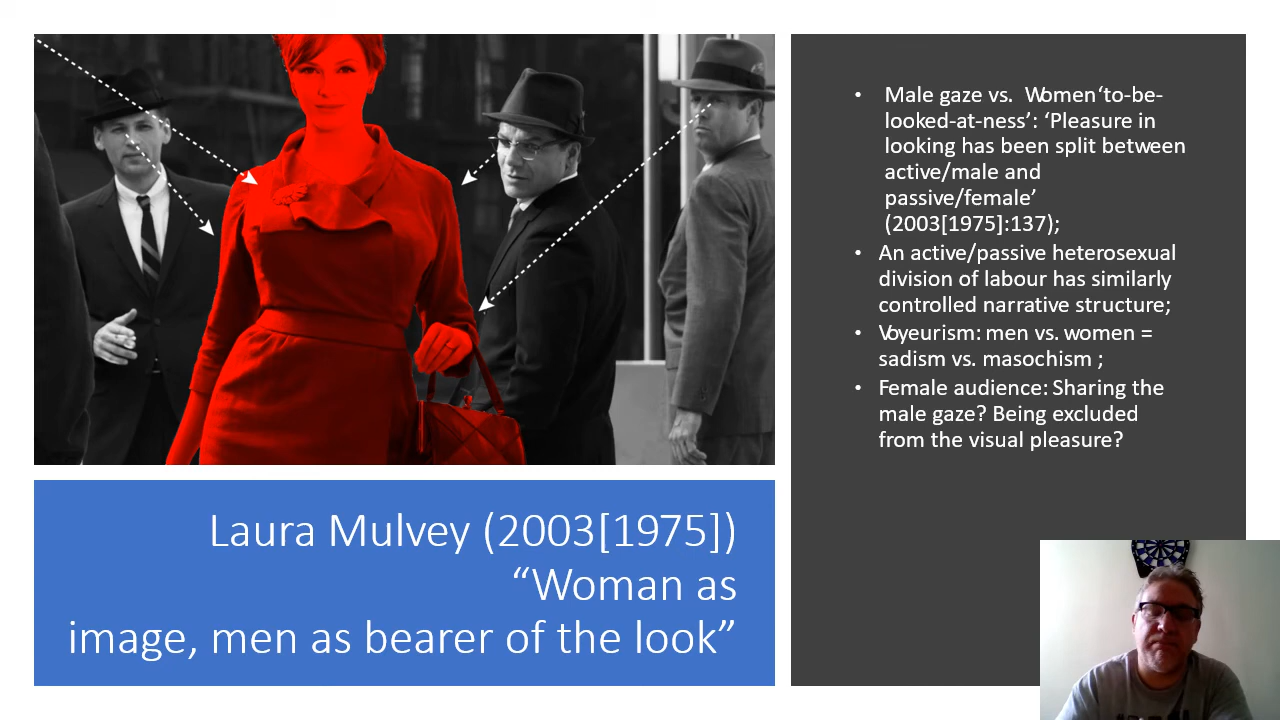 Male gaze vs. Women ‘to-be-
looked-at-ness’: ‘Pleasure in
looking has been split between
active/male and
passive/female’
(2003[1975]:137);
An active/passive heterosexual
division of labour has similarly
controlled narrative structure;
Voyeurism: men vs. women =
sadism vs. masochism ;
Female audience: Sharing the
male gaze? Being excluded
from the visual pleasure?
Laura Mulvey (2003[1975])
“Woman as
image, men as bearer of the look”